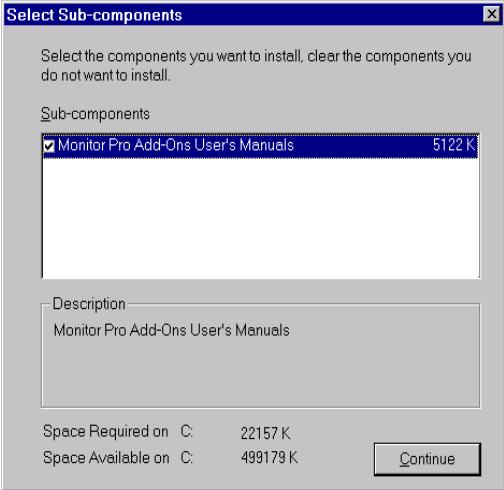 Select Sub-components
Select the components you want to install, clear the components you
do not want to install.
Sub-components
Monitor Pro Add-Ons User's Manuals 5122 K
Description
Monitor Pro Add-Ons User's Manuals
Space Required on C: 22157 K
Space Available on C: 499179 K
Continue